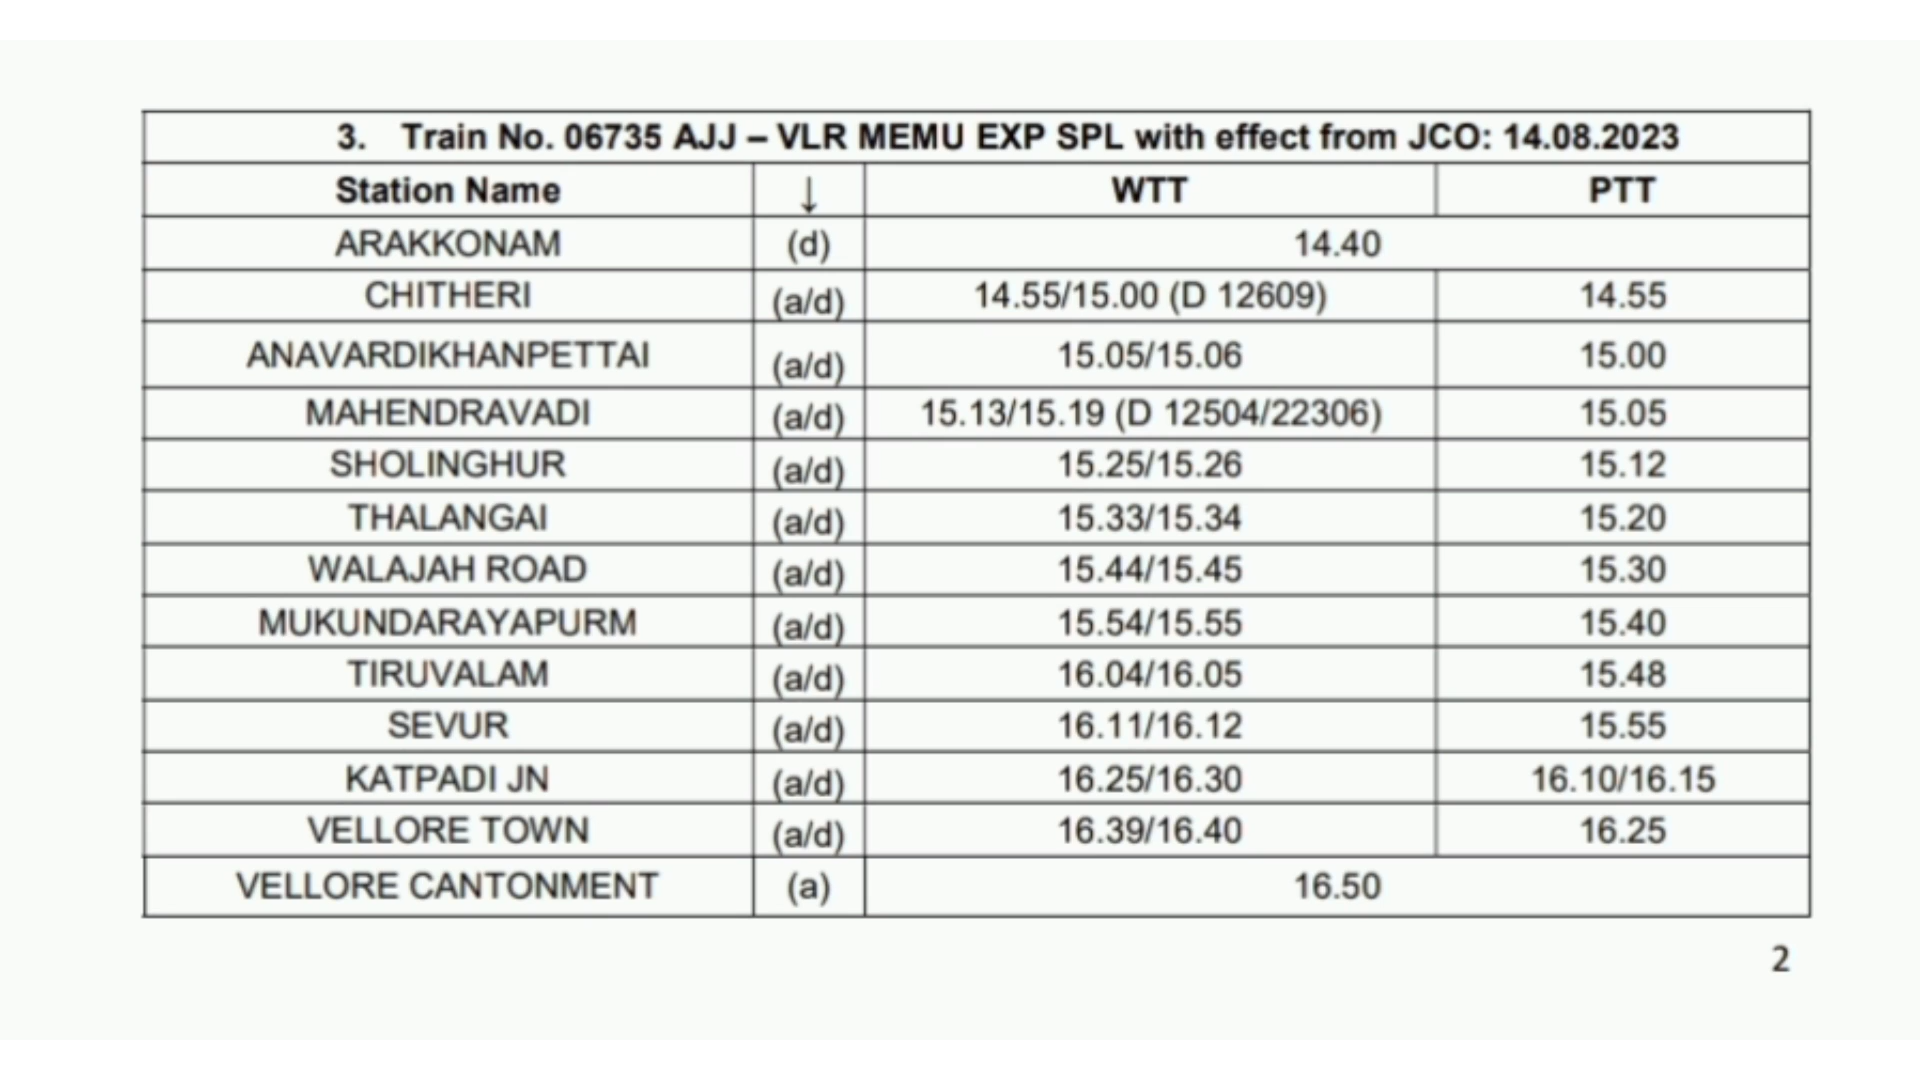 3. Train No. 06735 AJJ – VLR MEMU EXP SPL with effect from JCO: 14.08.2023
Station Name ↓ WTT PTT
ARAKKONAM (d) 14.40
CHITHERI (a/d) 14.55/15.00 (D 12609) 14.55
ANAVARDIKHANPETTAI (a/d) 15.05/15.06 15.00
MAHENDRAVADI (a/d) 15.13/15.19 (D 12504/22306) 15.05
SHOLINGHUR (a/d) 15.25/15.26 15.12
THALANGAI (a/d) 15.33/15.34 15.20
WALAJAH ROAD (a/d) 15.44/15.45 15.30
MUKUNDARAYAPURM (a/d) 15.54/15.55 15.40
TIRUVALAM (a/d) 16.04/16.05 15.48
SEVUR (a/d) 16.11/16.12 15.55
KATPADI JN (a/d) 16.25/16.30 16.10/16.15
VELLORE TOWN (a/d) 16.39/16.40 16.25
VELLORE CANTONMENT (a) 16.50
2